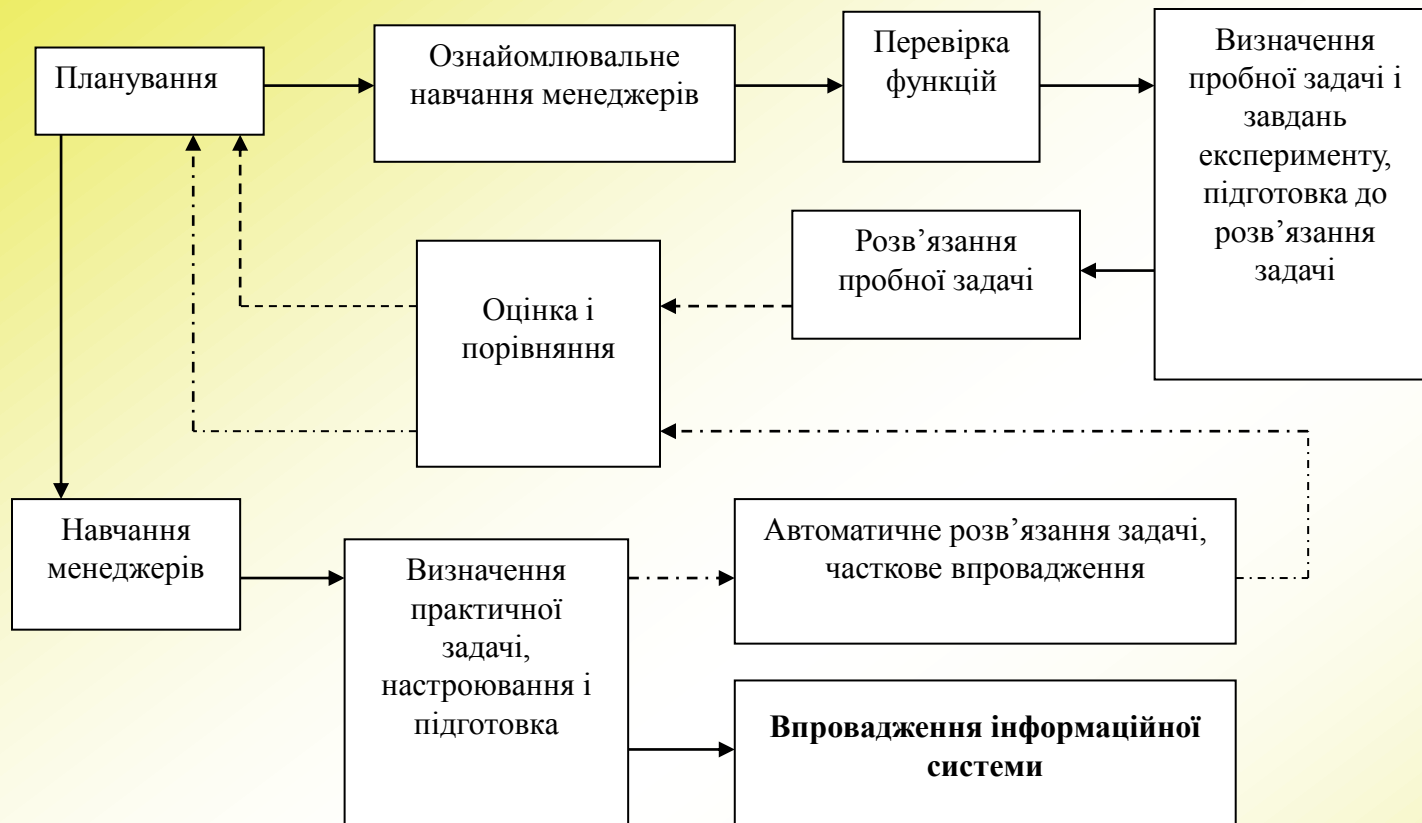 Планування
Ознайомлювальне
навчання менеджерів
Перевірка
функцій
Визначення
пробної задачі і
завдань
експерименту,
підготовка до
розв’язання
задачі
Розв’язання
пробної задачі
Оцінка і
порівняння
Навчання
менеджерів
Визначення
практичної
задачі,
настроювання і
підготовка
Автоматичне розв’язання задачі,
часткове впровадження
Впровадження інформаційної
системи